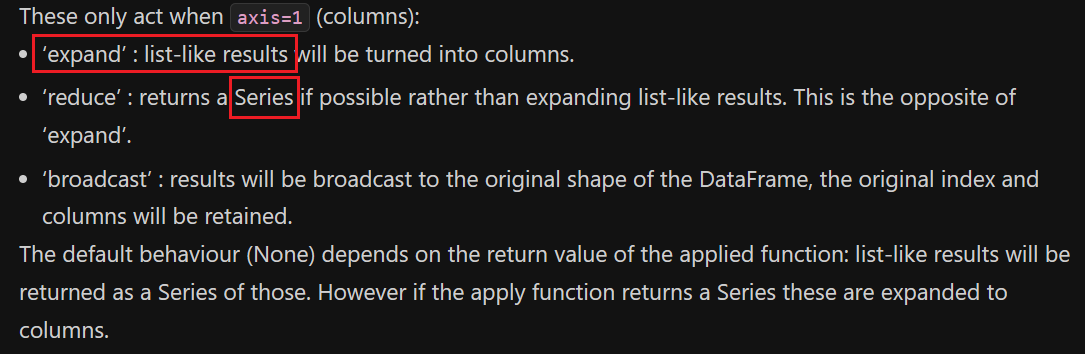 These only act when axis=1 (columns):
• ‘expand’ : list-like results will be turned into columns.
• ‘reduce’ : returns a Series if possible rather than expanding list-like results. This is the opposite of
‘expand’.
• ‘broadcast’ : results will be broadcast to the original shape of the DataFrame, the original index and
columns will be retained.
The default behaviour (None) depends on the return value of the applied function: list-like results will be
returned as a Series of those. However if the apply function returns a Series these are expanded to
columns.